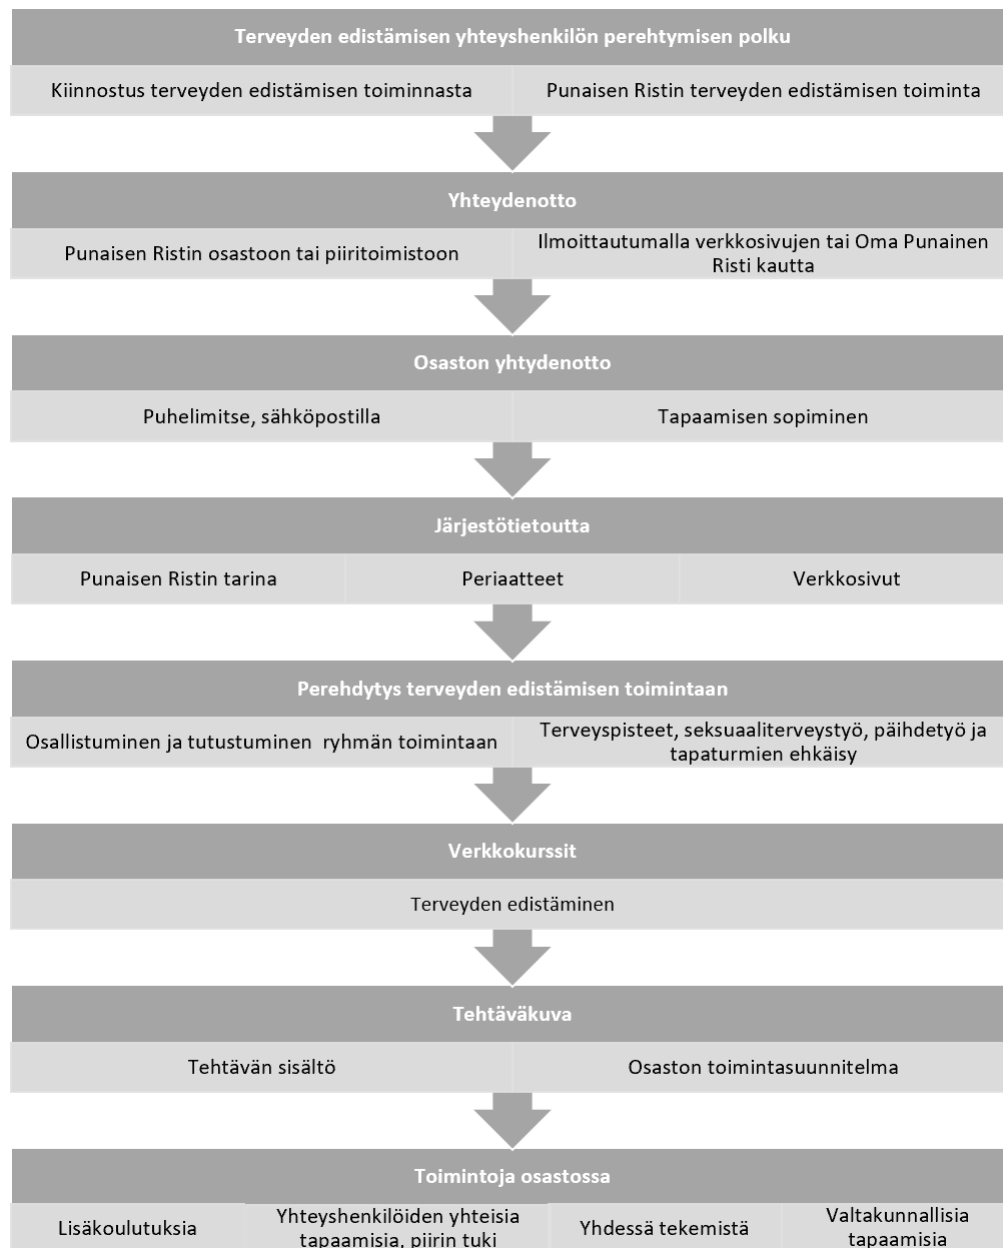 Terveyden edistämisen yhteyshenkilön perehtymisen polku
Kiinnostus terveyden edistämisen toiminnasta
Punaisen Ristin terveyden edistämisen toiminta
Yhteydenotto
Punaisen Ristin osastoon tai piiritoimistoon
Ilmoittautumalla verkkosivujen tai Oma Punainen
Risti kautta
Osaston yhtydenotto
Puhelimitse, sähköpostilla
Tapaamisen sopiminen
Järjestötietoutta
Punaisen Ristin tarina
Periaatteet
Verkkosivut
Perehdytys terveyden edistämisen toimintaan
Osallistuminen ja tutustuminen ryhmän toimintaan
Terveyspisteet, seksuaaliterveystyö, päihdetyö ja
tapaturmien ehkäisy
Verkkokurssit
Terveyden edistäminen
Tehtäväkuva
Tehtävän sisältö
Osaston toimintasuunnitelma
Toimintoja osastossa
Lisäkoulutuksia
Yhteyshenkilöiden yhteisia
tapaamisia, piirin tuki
Yhdessä tekemistä
Valtakunnallisia
tapaamisia